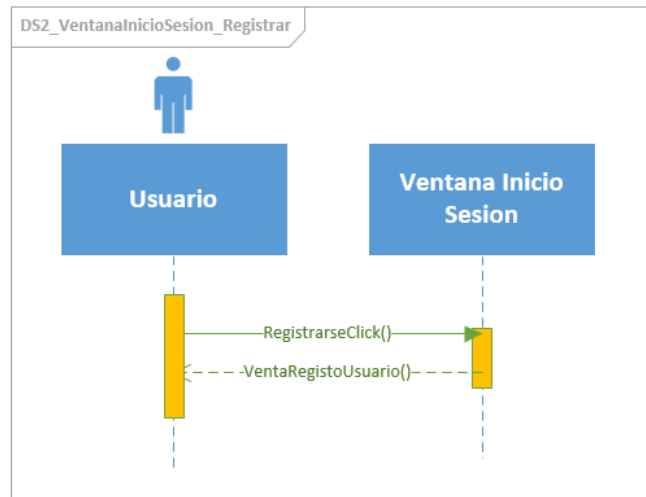 DS2_VentanaInicioSesion_Registrar
Usuario
Ventana Inicio
Sesion
RegistrarseClick()
VentaRegistoUsuario()